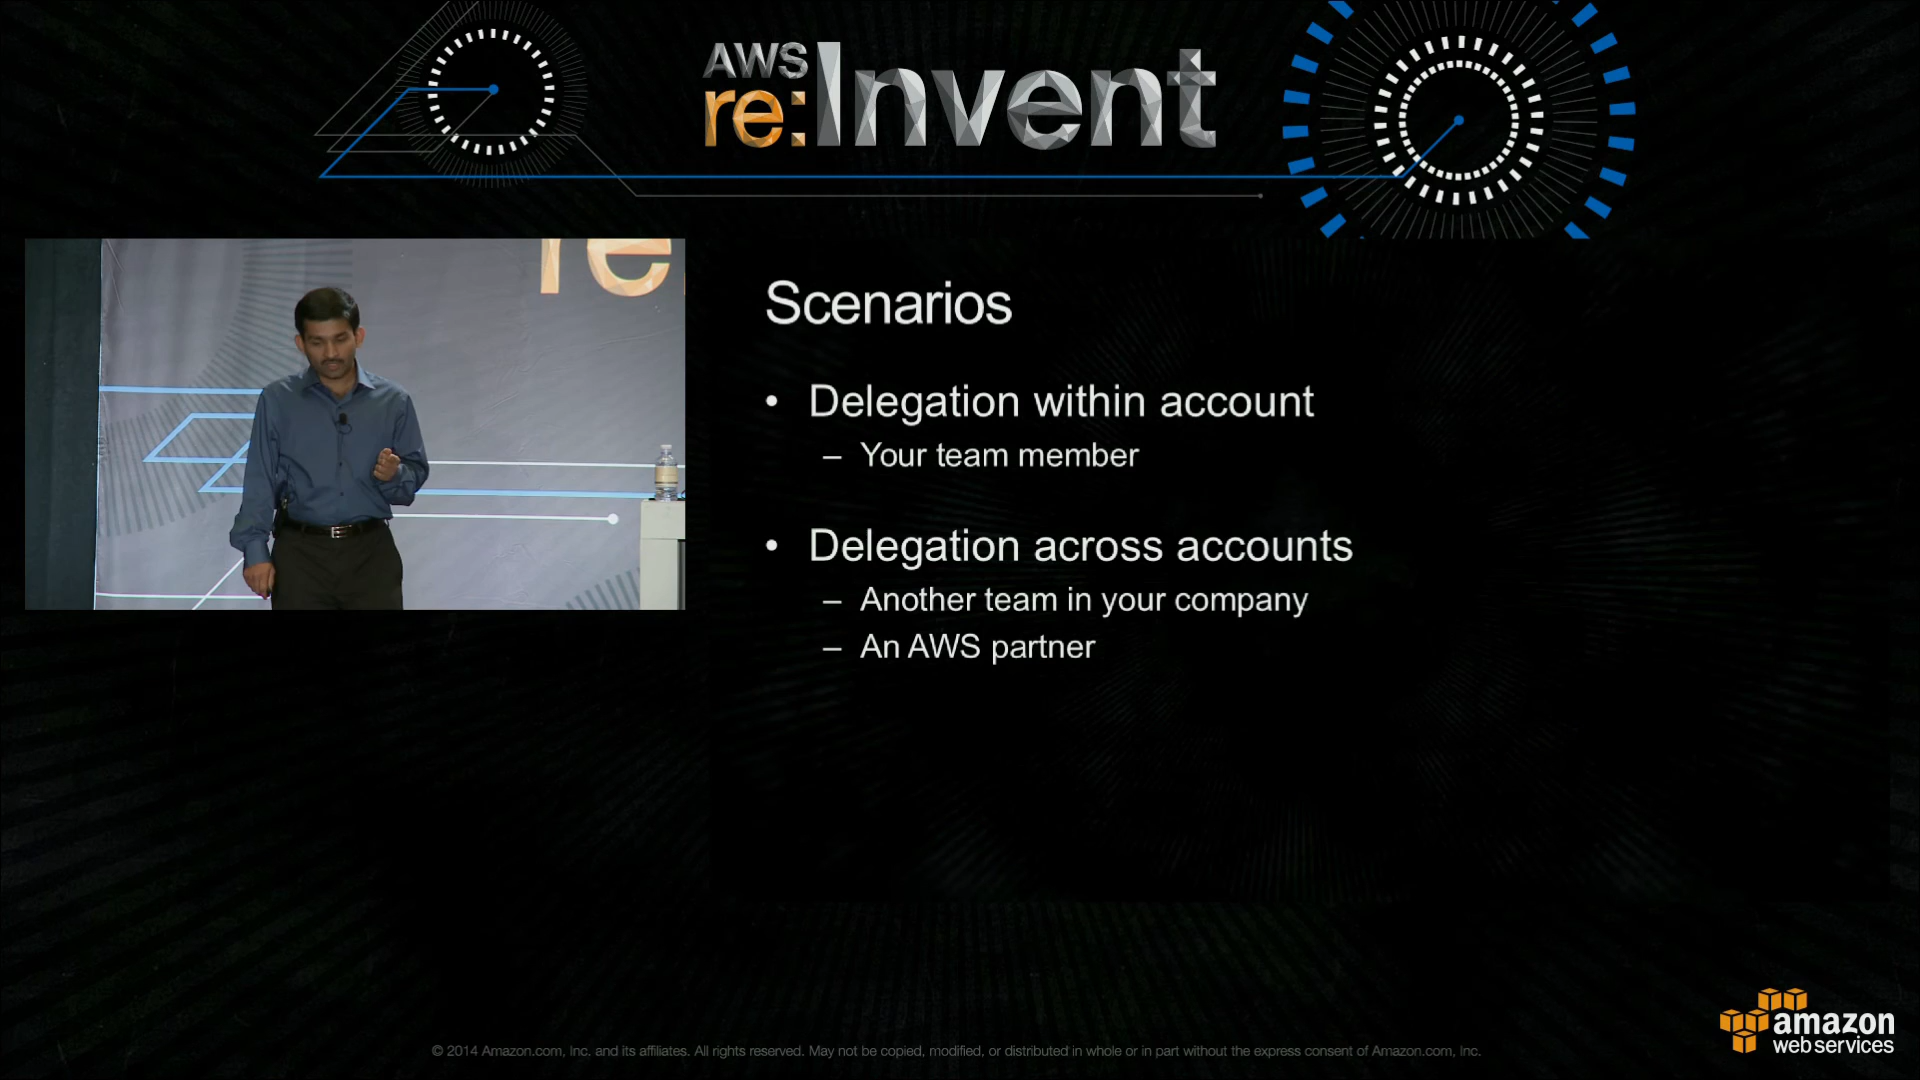 AWS
re:Invent
re
Scenarios
• Delegation within account
– Your team member
• Delegation across accounts
– Another team in your company
– An AWS partner
© 2014 Amazon.com, Inc. and its affiliates. All rights reserved. May not be copied, modified, or distributed in whole or in part without the express consent of Amazon.com, Inc.
amazon
web services